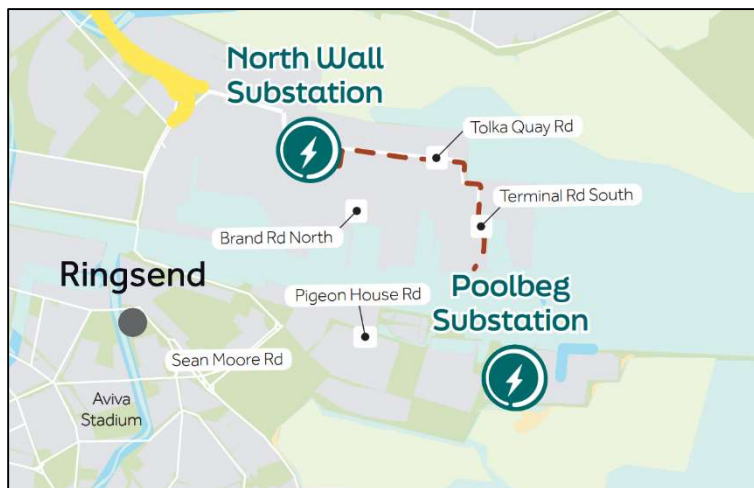 North Wall
Substation
Tolka Quay Rd
Terminal Rd South
Brand Rd North
Ringsend
Poolbeg
Substation
Pigeon House Rd
Sean Moore Rd
Aviva
Stadium